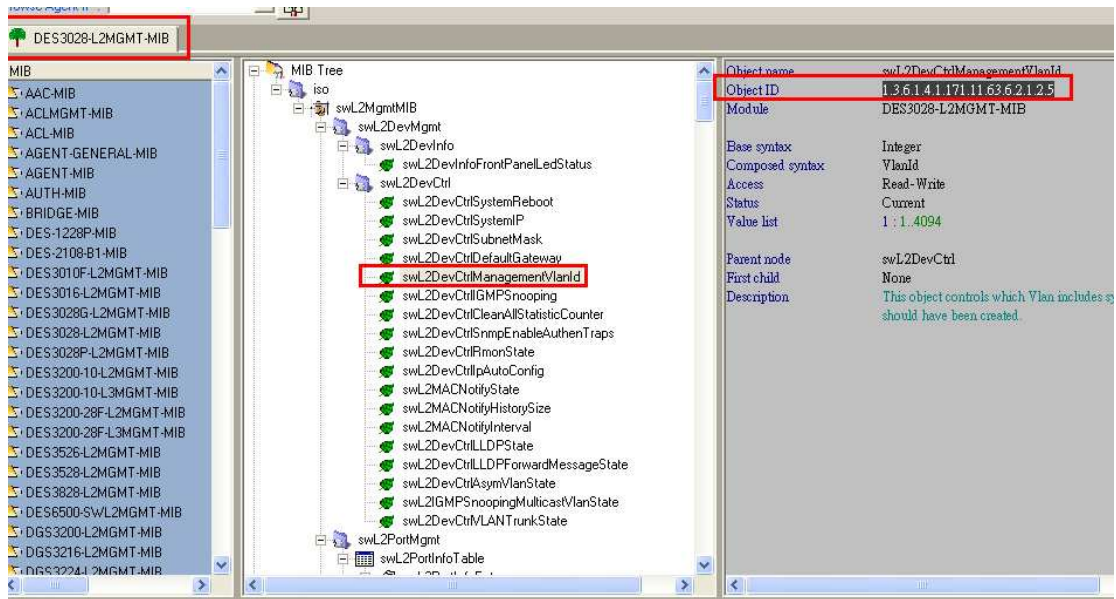 Browse Agent IP :
DES3028-L2MGMT-MIB
MIB
AAC-MIB
ACLMGMT-MIB
ACL-MIB
AGENT-GENERAL-MIB
AGENT-MIB
AUTH-MIB
BRIDGE-MIB
DES-1228P-MIB
DES-2108-B1-MIB
DES3010F-L2MGMT-MIB
DES3016-L2MGMT-MIB
DES3028G-L2MGMT-MIB
DES3028-L2MGMT-MIB
DES3028P-L2MGMT-MIB
DES3200-10-L2MGMT-MIB
DES3200-10-L3MGMT-MIB
DES3200-28F-L2MGMT-MIB
DES3200-28F-L3MGMT-MIB
DES3526-L2MGMT-MIB
DES3528-L2MGMT-MIB
DES3828-L2MGMT-MIB
DES6500-SWL2MGMT-MIB
DGS3200-L2MGMT-MIB
DGS3216-L2MGMT-MIB
DGS3224-L2MGMT-MIB
MIB Tree
iso
swL2MgmtMIB
swL2DevMgmt
swL2DevInfo
swL2DevInfoFrontPanelLedStatus
swL2DevCtrl
swL2DevCtrlSystemReboot
swL2DevCtrlSystemIP
swL2DevCtrlSubnetMask
swL2DevCtrlDefaultGateway
swL2DevCtrlManagementVlanId
swL2DevCtrlIGMPSnooping
swL2DevCtrlCleanAllStatisticCounter
swL2DevCtrlSnmpEnableAuthenTraps
swL2DevCtrlRmonState
swL2DevCtrlIpAutoConfig
swL2MACNotifyState
swL2MACNotifyHistorySize
swL2MACNotifyInterval
swL2DevCtrlLLDPState
swL2DevCtrlLLDPForwardMessageState
swL2DevCtrlAsymVlanState
swL2IGMPSnoopingMulticastVlanState
swL2DevCtrlVLANTrunkState
swL2PortMgmt
swL2PortInfoTable
Object name swL2DevCtrlManagementVlanId
Object ID 1.3.6.1.4.1.171.11.63.6.2.1.2.5
Module DES3028-L2MGMT-MIB
Base syntax Integer
Composed syntax VlanId
Access Read-Write
Status Current
Value list 1 : 1..4094
Parent node swL2DevCtrl
First child None
Description This object controls which Vlan includes sy
should have been created.